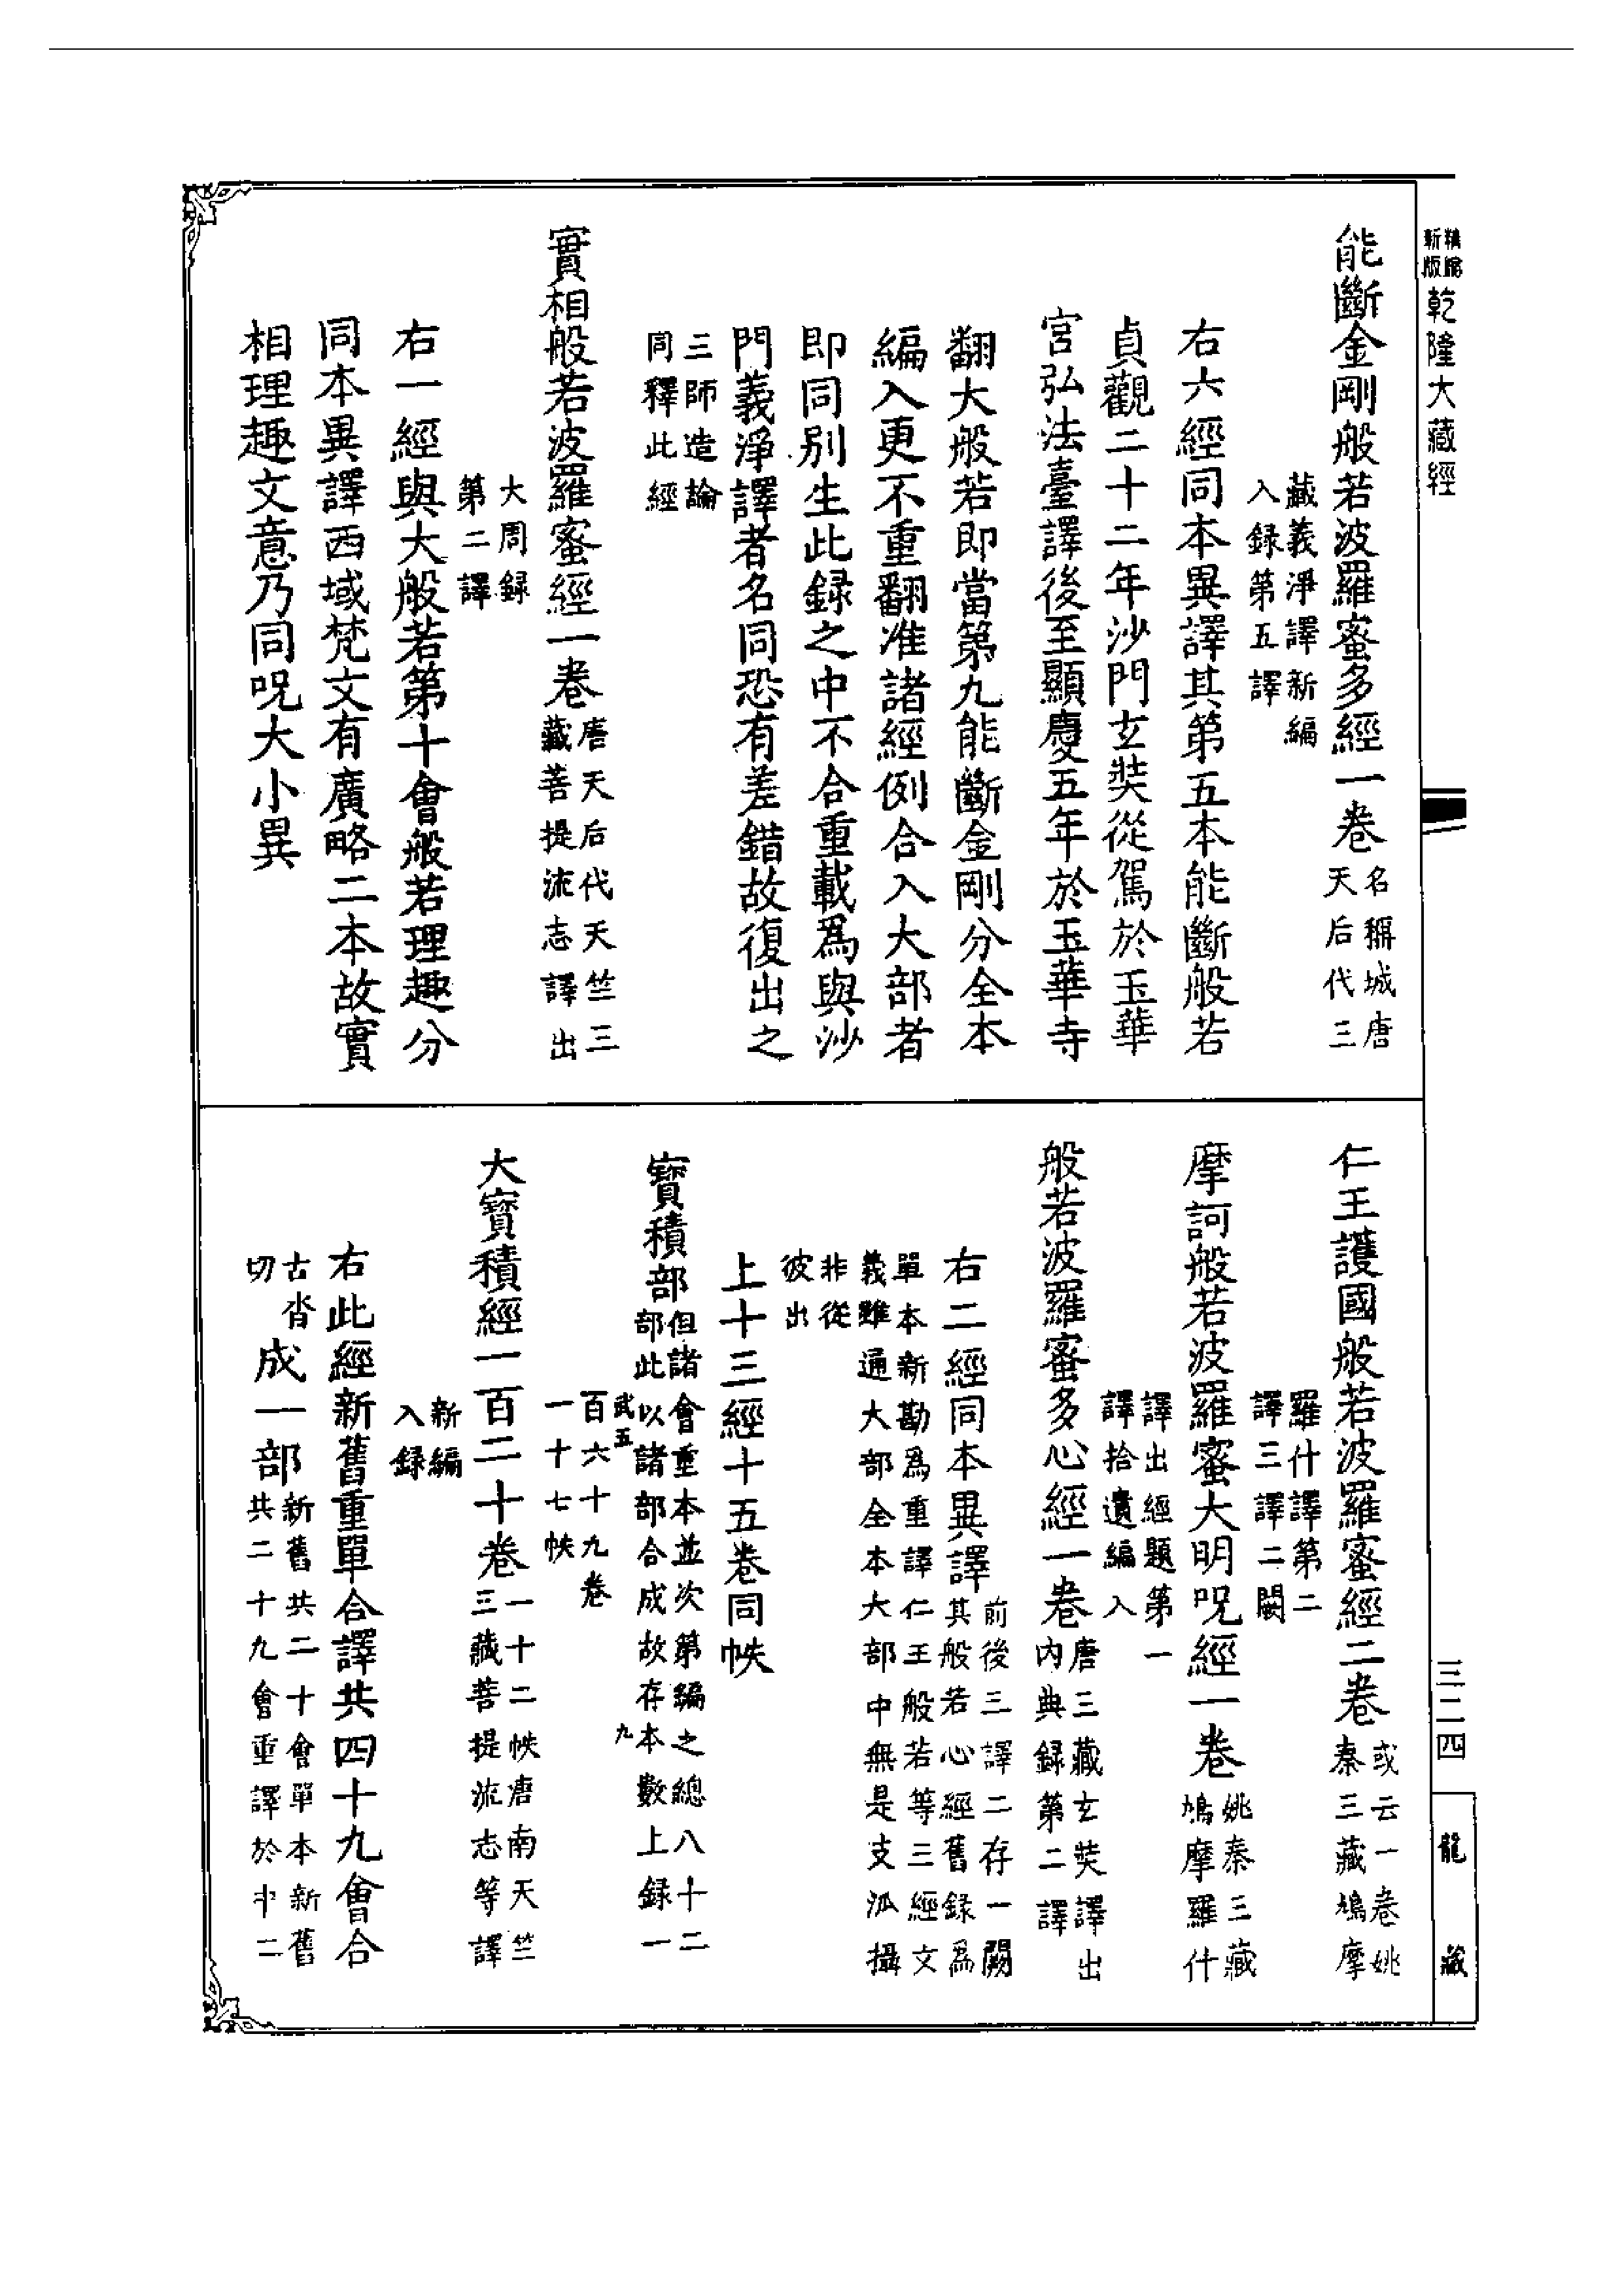 乾隆大藏經
能斷金剛般若波羅蜜多經一卷名稱城唐天后代三
藏義淨譯新編入録第五譯
右六經同本異譯其第五本能斷般若
貞觀二十二年沙門玄奘從駕於玉華
宮弘法臺譯後至顯慶五年於玉華寺
翻大般若即當第九能斷金剛分全本
編入更不重翻准諸經例合入大部者
即同別生此録之中不合重載爲與沙
門義淨譯者名同恐有差錯故復出之
三師造論同釋此經
實相般若波羅蜜經一卷唐天后代天竺三藏菩提流志譯出
大周録第二譯
右一經與大般若第十會般若理趣分
同本異譯西域梵文有廣略二本故實
相理趣文意乃同呪大小異
仁王護國般若波羅蜜經二卷或云一卷姚秦三藏鳩摩
羅什譯第二譯三譯二闕
摩訶般若波羅蜜大明呪經一卷姚秦三藏鳩摩羅什
譯出經題第一譯拾遺編入
般若波羅蜜多心經一卷唐三藏玄奘譯出内典録第二譯
右二經同本異譯前後三譯二存一闕其般若心經舊録爲
單本新勘爲重譯仁王般若等三經文義雖通大部全本大部中無是支派攝
非從彼出
上十三經十五卷同帙
寶積部但諸會重本並次第編之總八十二部此以諸部合成故存本數上録一
武五
九
百六十九卷一十七帙
大寶積經一百二十卷一十二帙唐南天竺三藏菩提流志等譯
新編入録
右此經新舊重單合譯共四十九會合
古沓切成一部新舊共二十會單本新舊共二十九會重譯於中二
三二四
龍藏